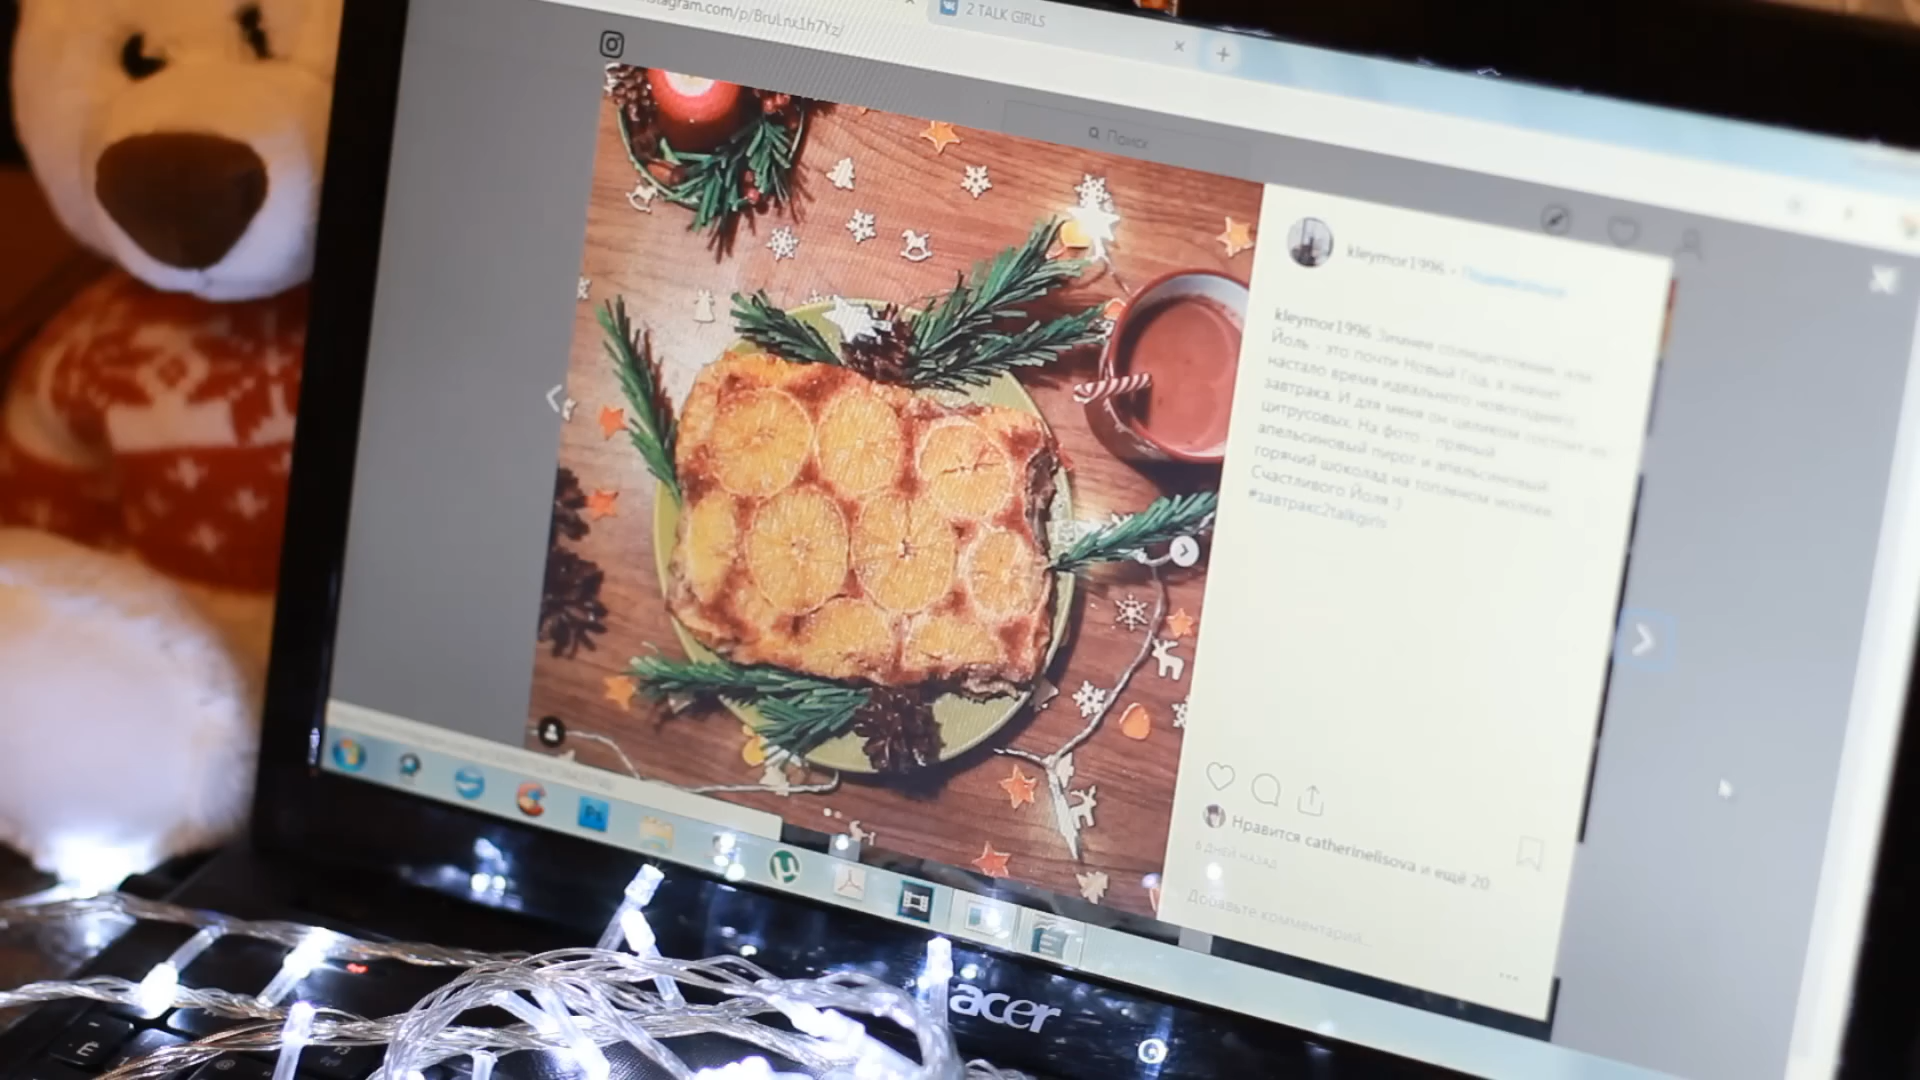 stagram.com/p/BruLnx1h7Yz/
2 TALK GIRLS
Поиск
kleymor1996 • Подписаться
kleymor1996 Зимнее солнцестояние, или
Йоль - это почти Новый Год, а значит
настало время идеального новогоднего
завтрака. И для меня он целиком состоит из
цитрусовых. На фото - пряный
апельсиновый пирог и апельсиновый
горячий шоколад на топленом молоке.
Счастливого Йоля :)
#завтракс2talkgirls
Нравится catherinelisova и ещё 20
6 ДНЕЙ НАЗАД
Добавьте комментарий...
Ps
acer